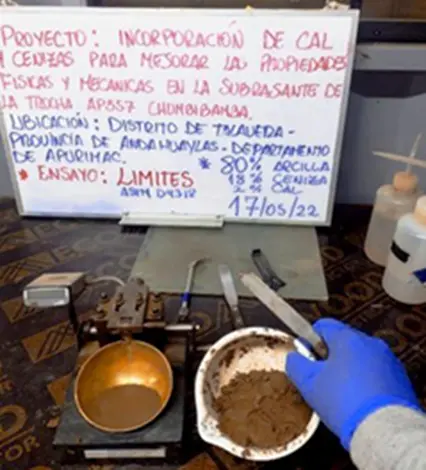 PROYECTO: INCORPORACIÓN DE CAL
Y CENIZAS PARA MEJORAR LA PROPIEDADES
FISICAS Y MECANICAS EN LA SUBRASANTE DE
LA TROCHA AP557 CHUMBIBAMBA.
UBICACIÓN: DISTRITO DE TALAVERA -
PROVINCIA DE ANDAHUAYLAS - DEPARTAMENTO
DE APURIMAC.
* 80% ARCILLA
18% CENIZA
2% CAL
* ENSAYO: LIMITES
ASTM D4318
17/05/22